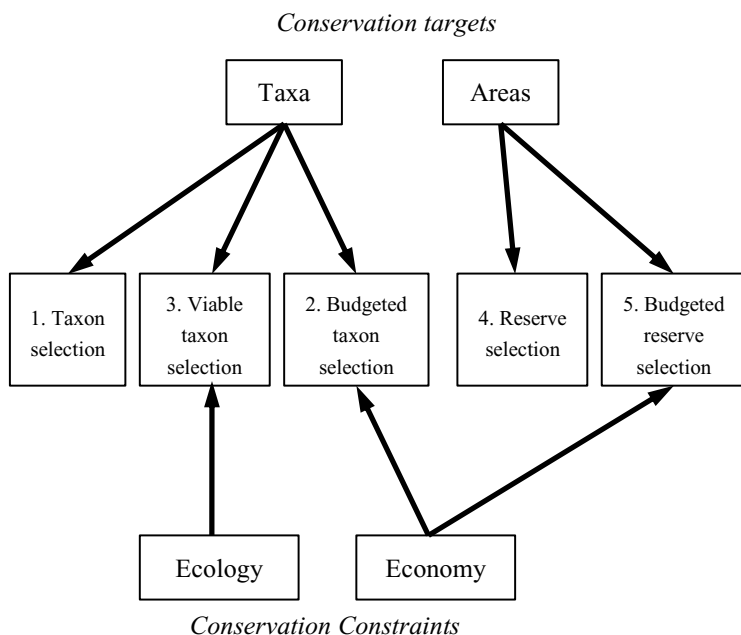 Conservation targets
Taxa
Areas
1. Taxon
selection
3. Viable
taxon
selection
2. Budgeted
taxon
selection
4. Reserve
selection
5. Budgeted
reserve
selection
Ecology
Economy
Conservation Constraints